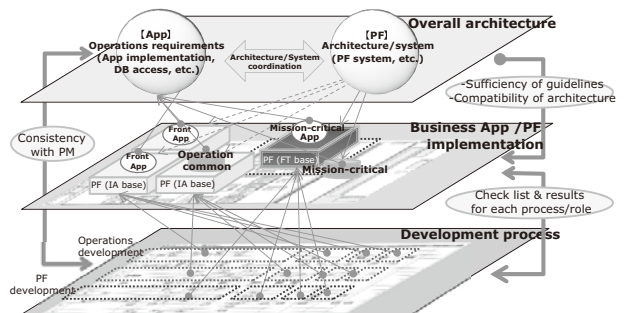 Overall architecture
【App】
Operations requirements
(App implementation,
DB access, etc.)
Architecture/System
coordination
【PF】
Architecture/system
(PF system, etc.)
-Sufficiency of guidelines
-Compatibility of architecture
Consistency
with PM
Front
App
Front
App
Operation
common
PF (IA base)
PF (IA base)
Mission-critical
App
PF (FT base)
Mission-critical
Business App /PF
implementation
Check list & results
for each process/role
Development process
Operations
development
PF
development